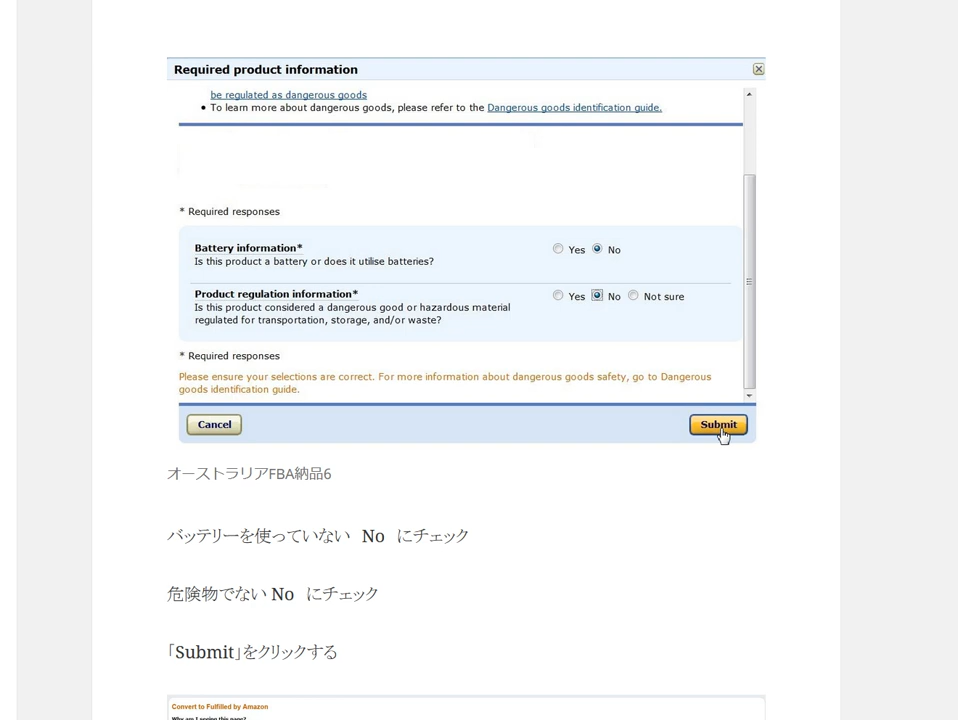 Required product information
be regulated as dangerous goods
• To learn more about dangerous goods, please refer to the Dangerous goods identification guide.
* Required responses
Battery information*
Is this product a battery or does it utilise batteries?
Yes No
Product regulation information*
Is this product considered a dangerous good or hazardous material
regulated for transportation, storage, and/or waste?
Yes No Not sure
* Required responses
Please ensure your selections are correct. For more information about dangerous goods safety, go to Dangerous
goods identification guide.
Cancel
Submit
オーストラリアFBA納品6
バッテリーを使っていない No にチェック
危険物でない No にチェック
「Submit」をクリックする
Convert to Fulfilled by Amazon
Why am I seeing this page?